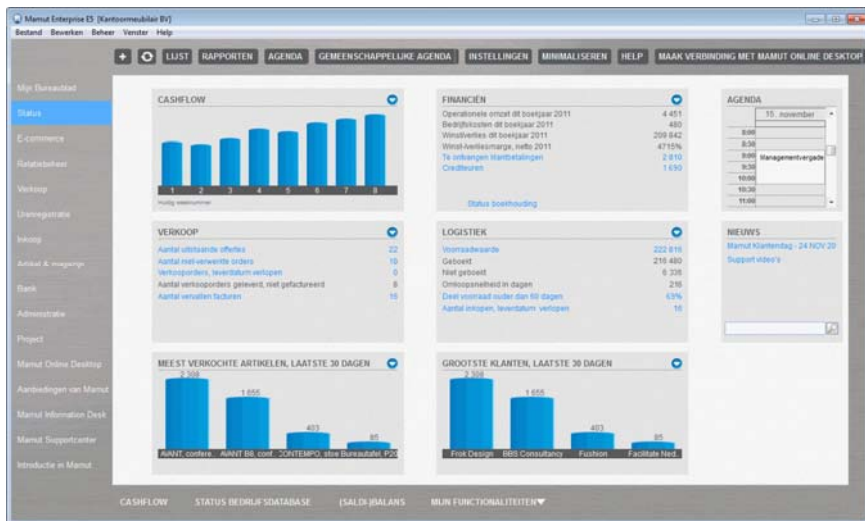 Mamut Enterprise E5 [Kantoormeubilair BV]
Bestand Bewerken Beheer Venster Help
LIJST RAPPORTEN AGENDA GEMEENSCHAPPELIJKE AGENDA INSTELLINGEN MINIMALISEREN HELP MAAK VERBINDING MET MAMUT ONLINE DESKTOP
Mijn Bureaublad
Status
E-commerce
Relatiebeheer
Verkoop
Urenregistratie
Inkoop
Artikel & magazijn
Bank
Administratie
Project
Mamut Online Desktop
Aanbiedingen van Mamut
Mamut Information Desk
Mamut Supportcenter
Introductie in Mamut
CASHFLOW
1 2 3 4 5 6 7 8
Huidig weeknummer
FINANCIËN
Operationele omzet dit boekjaar 2011 4 451
Bedrijfskosten dit boekjaar 2011 480
Winst/verlies dit boekjaar 2011 209 842
Winst-/verliesmarge, netto 2011 4715%
Te ontvangen klantbetalingen 2 810
Crediteuren 1 690
Status boekhouding
AGENDA
15. november
8:00
8:30
9:00 Managementvergade
9:30
10:00
10:30
11:00
VERKOOP
Aantal uitstaande offertes 22
Aantal niet-verwerkte orders 10
Verkooporders, leverdatum verlopen 0
Aantal verkooporders geleverd, niet gefactureerd 8
Aantal vervallen facturen 16
LOGISTIEK
Voorraadwaarde 222 816
Geboekt 216 480
Niet geboekt 6 336
Omloopsnelheid in dagen 216
Deel voorraad ouder dan 60 dagen 63%
Aantal inkopen, leverdatum verlopen 16
NIEUWS
Mamut Klantendag - 24 NOV 20
Support video's
MEEST VERKOCHTE ARTIKELEN, LAATSTE 30 DAGEN
2 308
1 655
403
85
AVANT, confere.. AVANT B8, conf.. CONTEMPO, stoe Bureautafel, P20
GROOTSTE KLANTEN, LAATSTE 30 DAGEN
2 308
1 655
403
85
Frok Design BBS Consultancy Fushion Facilitate Ned..
CASHFLOW STATUS BEDRIJFSDATABASE (SALDI-)BALANS MIJN FUNCTIONALITEITEN